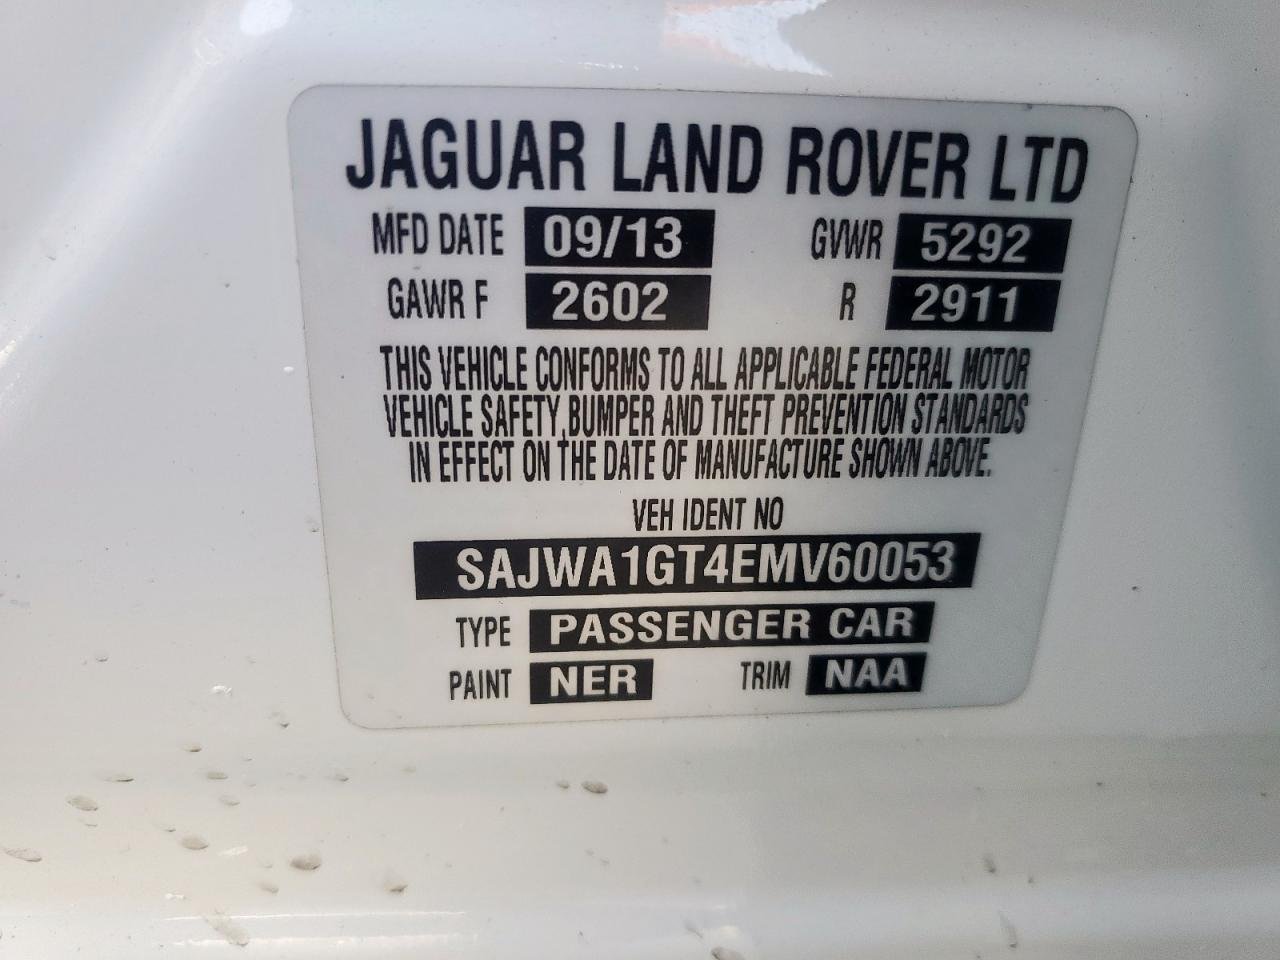 JAGUAR LAND ROVER LTD
MFD DATE 09/13 GVWR 5292
GAWR F 2602 R 2911
THIS VEHICLE CONFORMS TO ALL APPLICABLE FEDERAL MOTOR
VEHICLE SAFETY, BUMPER AND THEFT PREVENTION STANDARDS
IN EFFECT ON THE DATE OF MANUFACTURE SHOWN ABOVE.
VEH IDENT NO
SAJWA1GT4EMV60053
TYPE PASSENGER CAR
PAINT NER TRIM NAA